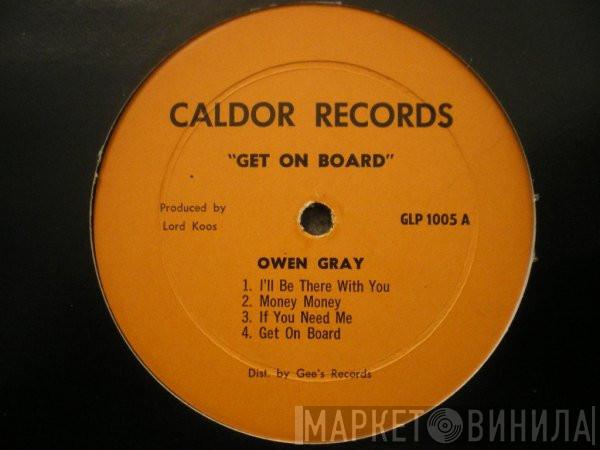 CALDOR RECORDS
"GET ON BOARD"
Produced by
Lord Koos
GLP 1005 A
OWEN GRAY
1. I'll Be There With You
2. Money Money
3. If You Need Me
4. Get On Board
Dist. by Gee's Records
МАРКЕТ ВИНИЛА